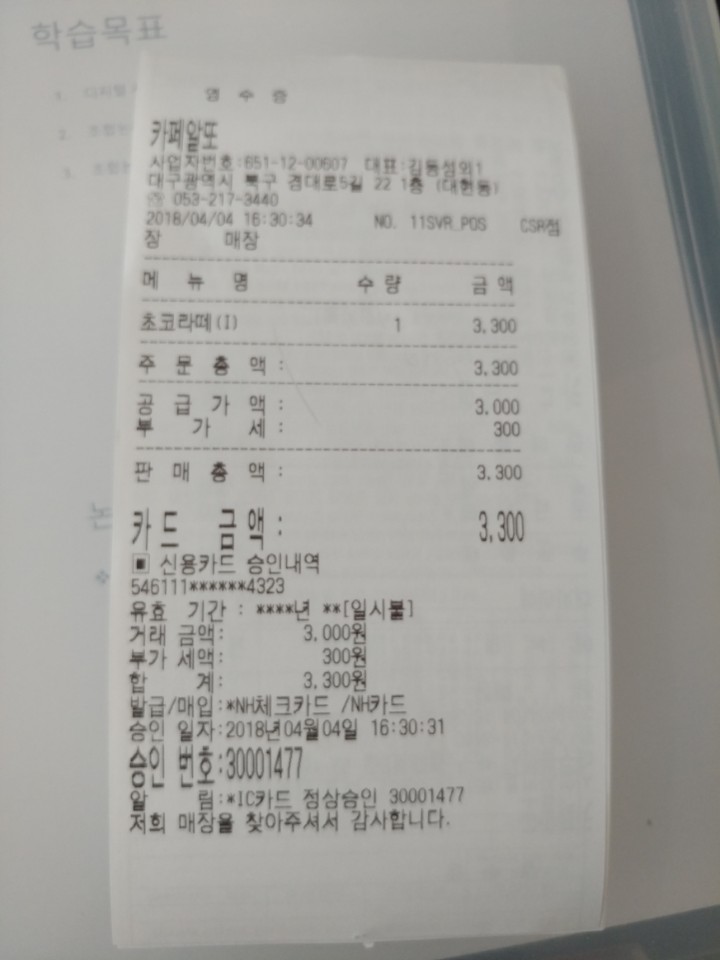 학습목표
1.
2.
3.
영 수 증
카페알또
사업자번호:651-12-00607 대표:김동섬외1
대구광역시 북구 경대로5길 22 1층 (대현동)
☏ 053-217-3440
2018/04/04 16:30:34 NO. 11SVR_POS CSR점
장 매장
메 뉴 명 수 량 금 액
초코라떼(I) 1 3,300
주 문 총 액 : 3,300
공 급 가 액 : 3,000
부 가 세 : 300
판 매 총 액 : 3,300
카드 금액: 3,300
▣ 신용카드 승인내역
546111******4323
유효 기간 : ****년 **[일시불]
거래 금액: 3,000원
부가 세액: 300원
합 계: 3,300원
발급/매입:*NH체크카드 /NH카드
승인 일자:2018년04월04일 16:30:31
승인 번호:30001477
알 림:*IC카드 정상승인 30001477
저희 매장을 찾아주셔서 감사합니다.